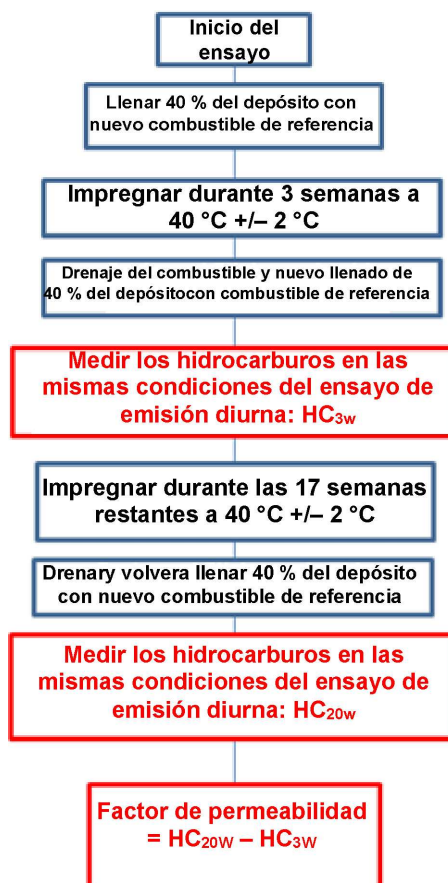 Inicio del
ensayo
Llenar 40 % del depósito con
nuevo combustible de referencia
Impregnar durante 3 semanas a
40 °C +/– 2 °C
Drenaje del combustible y nuevo llenado de
40 % del depósitocon combustible de referencia
Medir los hidrocarburos en las
mismas condiciones del ensayo de
emisión diurna: HC3w
Impregnar durante las 17 semanas
restantes a 40 °C +/– 2 °C
Drenary volvera llenar 40 % del depósito
con nuevo combustible de referencia
Medir los hidrocarburos en las
mismas condiciones del ensayo de
emisión diurna: HC20w
Factor de permeabilidad
= HC20W – HC3W